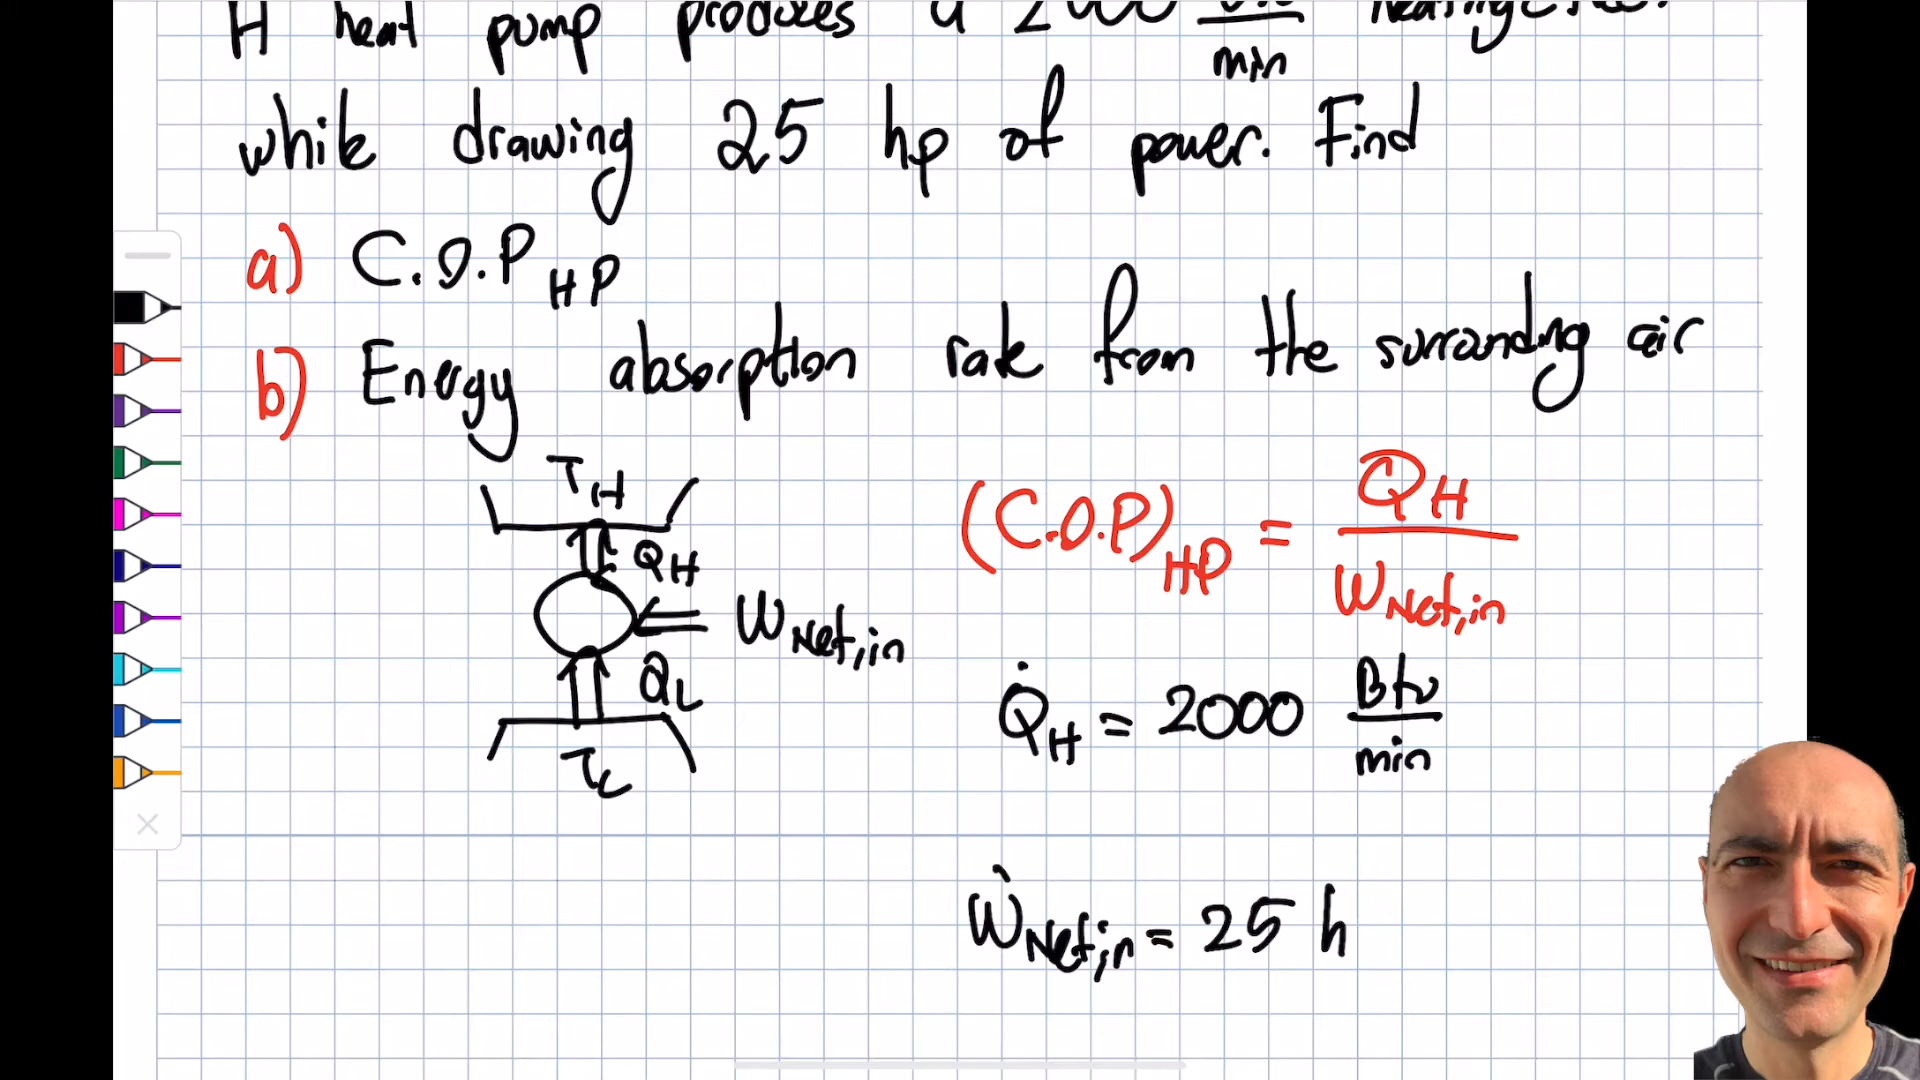 heat pump produces a 2000
min
while drawing 25 hp of power. Find
a) C.O.P HP
b) Energy absorption rate from the surrounding air
TH
QH
WNet,in
QL
TL
(C.O.P)HP = QH / WNet,in
Q̇H = 2000 Btu / min
ẆNet,in = 25 h